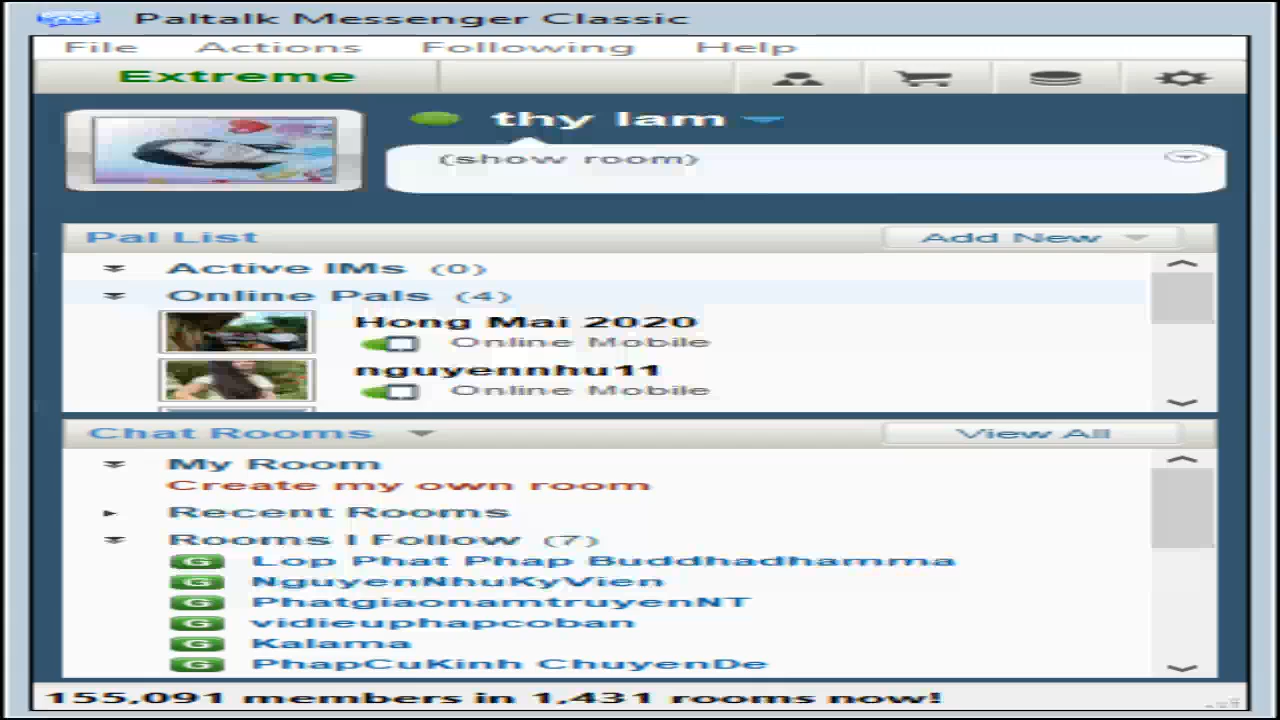 Paltalk Messenger Classic
File Actions Following Help
Extreme
thy lam
(show room)
Pal List Add New
Active IMs (0)
Online Pals (4)
Hong Mai 2020
Online Mobile
nguyennhu11
Online Mobile
Chat Rooms View All
My Room
Create my own room
Recent Rooms
Rooms I Follow (7)
G Lop Phat Phap Buddhadhamma
G NguyenNhuKyVien
G PhatgiaonamtruyenNT
G vidieuphapcoban
G Kalama
G PhapCuKinh ChuyenDe
155,091 members in 1,431 rooms now!